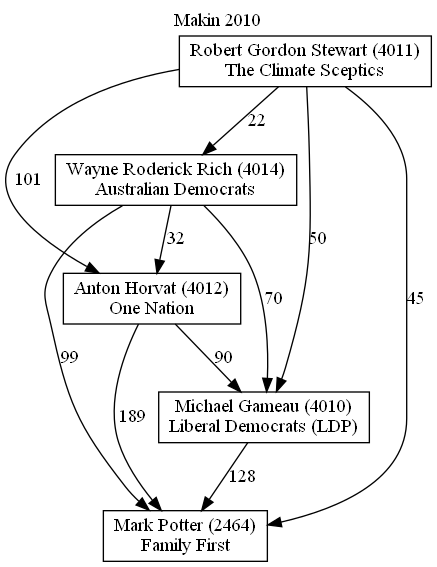 Makin 2010
Robert Gordon Stewart (4011)
The Climate Sceptics
22
Wayne Roderick Rich (4014)
Australian Democrats
101
32
50
Anton Horvat (4012)
One Nation
70
45
99
90
189
Michael Gameau (4010)
Liberal Democrats (LDP)
128
Mark Potter (2464)
Family First